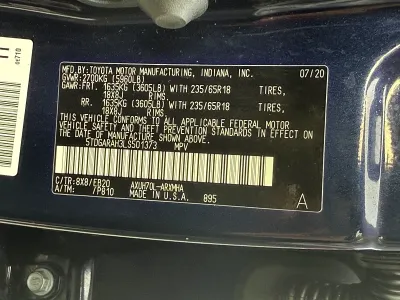 MFD. BY: TOYOTA MOTOR MANUFACTURING, INDIANA, INC. 07/20
GVWR: 2700KG (5960LB)
GAWR: FRT. 1635KG (3605LB) WITH 235/65R18 TIRES,
18X8J
RR. 1635KG (3605LB) WITH 235/65R18 TIRES,
18X8J
THIS VEHICLE CONFORMS TO ALL APPLICABLE FEDERAL MOTOR
VEHICLE SAFETY AND THEFT PREVENTION STANDARDS IN EFFECT ON
THE DATE OF MANUFACTURE SHOWN ABOVE.
5TDGARAH3LS501373 MPV
C/TR: 8X8/EB20 AXUH70L-ARXMHA
A/TM: /P810 MADE IN U.S.A. 895 A